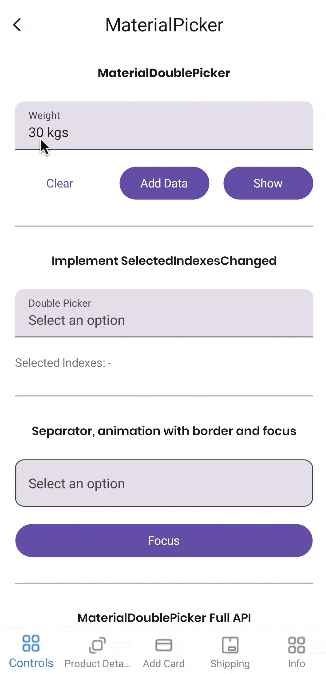 MaterialPicker
MaterialDoublePicker
Weight
30 kgs
Clear
Add Data
Show
Implement SelectedIndexesChanged
Double Picker
Select an option
Selected Indexes: -
Separator, animation with border and focus
Select an option
Focus
MaterialDoublePicker Full API
Controls
Product Deta...
Add Card
Shipping
Info